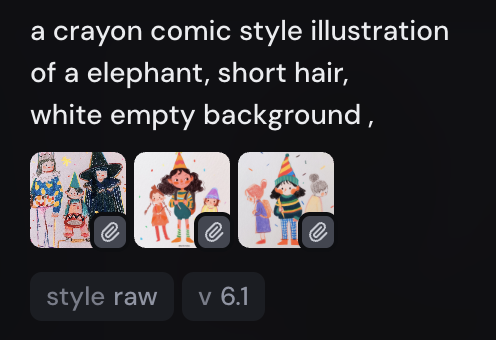 a crayon comic style illustration
of a elephant, short hair,
white empty background ,
style raw v 6.1